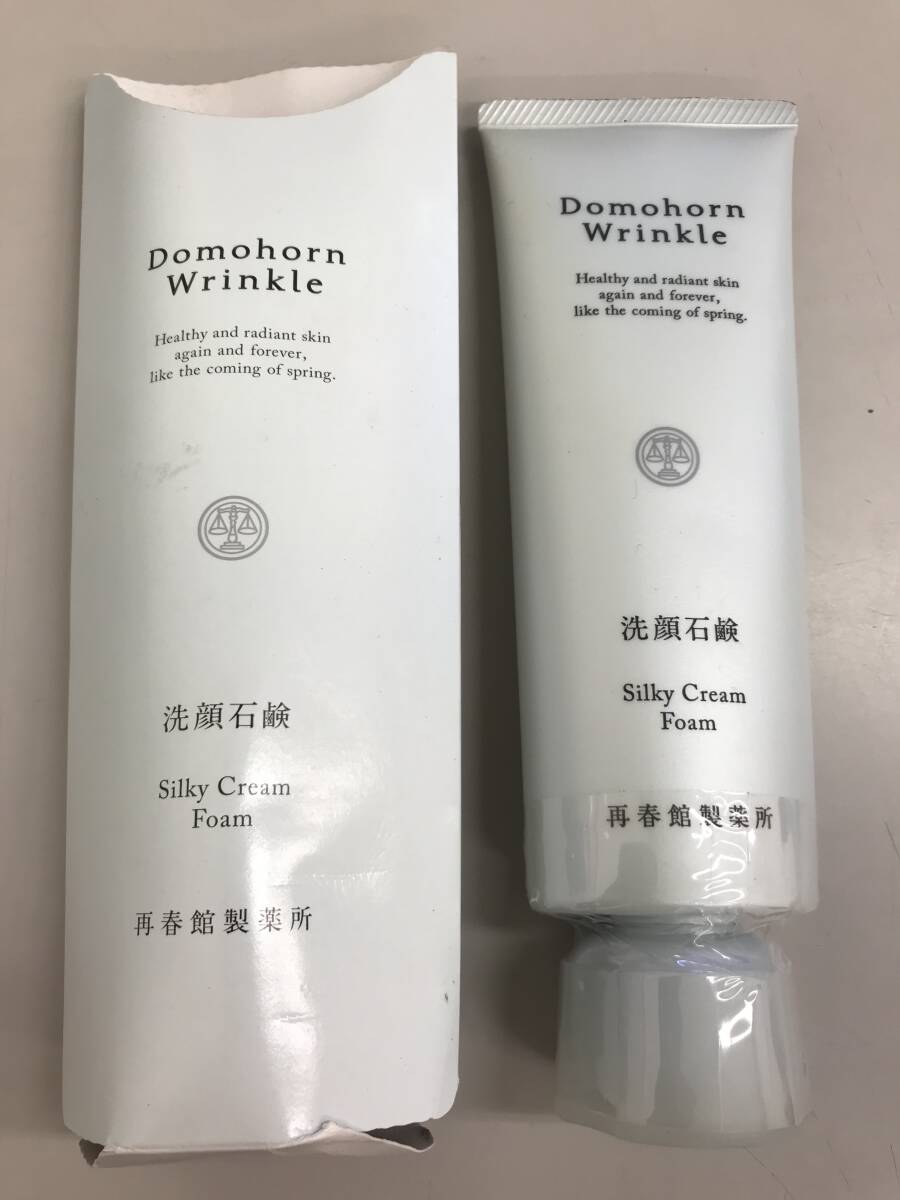 Domohorn
Wrinkle
Healthy and radiant skin
again and forever,
like the coming of spring.
洗顔石鹸
Silky Cream
Foam
再春館製薬所
Domohorn
Wrinkle
Healthy and radiant skin
again and forever,
like the coming of spring.
洗顔石鹸
Silky Cream
Foam
再春館製薬所